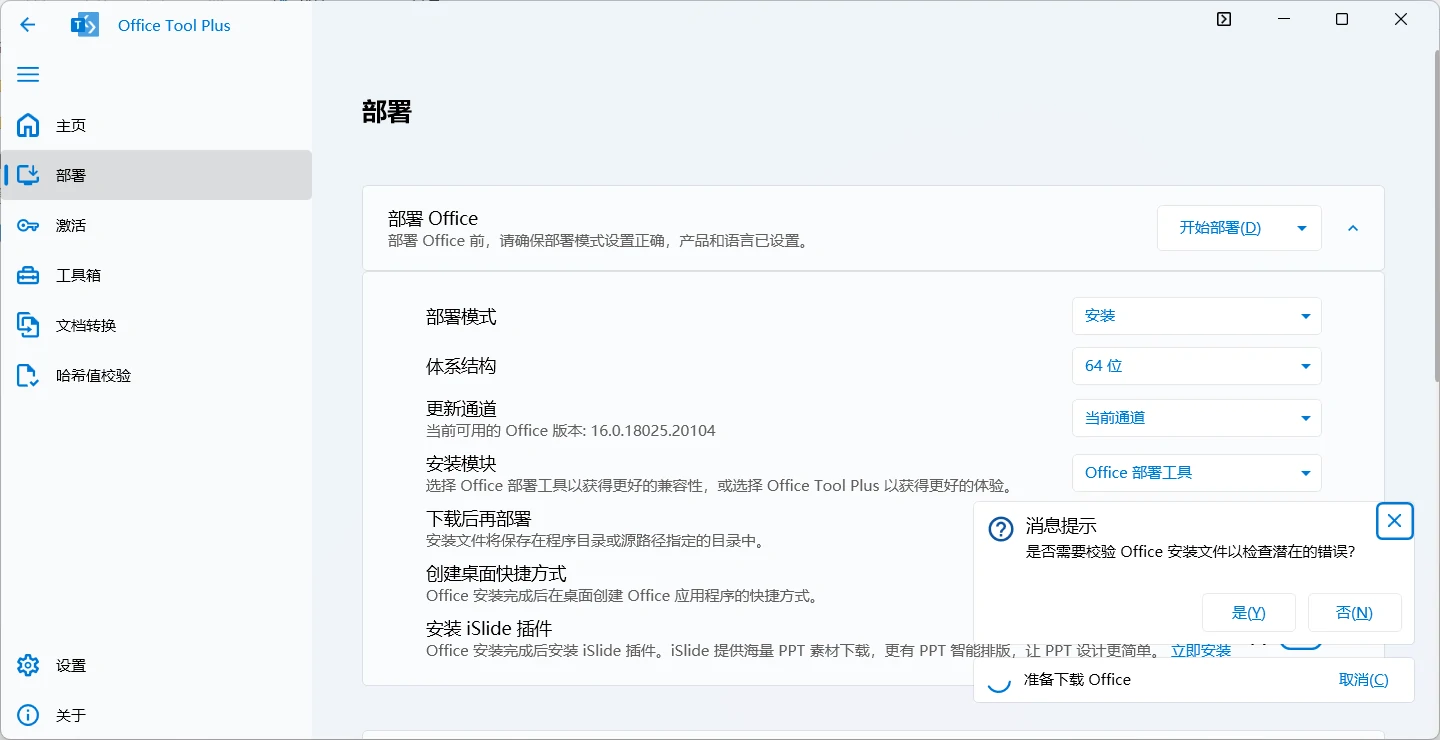 Office Tool Plus
主页
部署
激活
工具箱
文档转换
哈希值校验
设置
关于
部署
部署 Office
部署 Office 前，请确保部署模式设置正确，产品和语言已设置。
开始部署(D)
部署模式
安装
体系结构
64 位
更新通道
当前可用的 Office 版本: 16.0.18025.20104
当前通道
安装模块
选择 Office 部署工具以获得更好的兼容性，或选择 Office Tool Plus 以获得更好的体验。
Office 部署工具
下载后再部署
安装文件将保存在程序目录或源路径指定的目录中。
创建桌面快捷方式
Office 安装完成后在桌面创建 Office 应用程序的快捷方式。
安装 iSlide 插件
Office 安装完成后安装 iSlide 插件。iSlide 提供海量 PPT 素材下载，更有 PPT 智能排版，让 PPT 设计更简单。 立即安装
消息提示
是否需要校验 Office 安装文件以检查潜在的错误?
是(Y)
否(N)
准备下载 Office
取消(C)